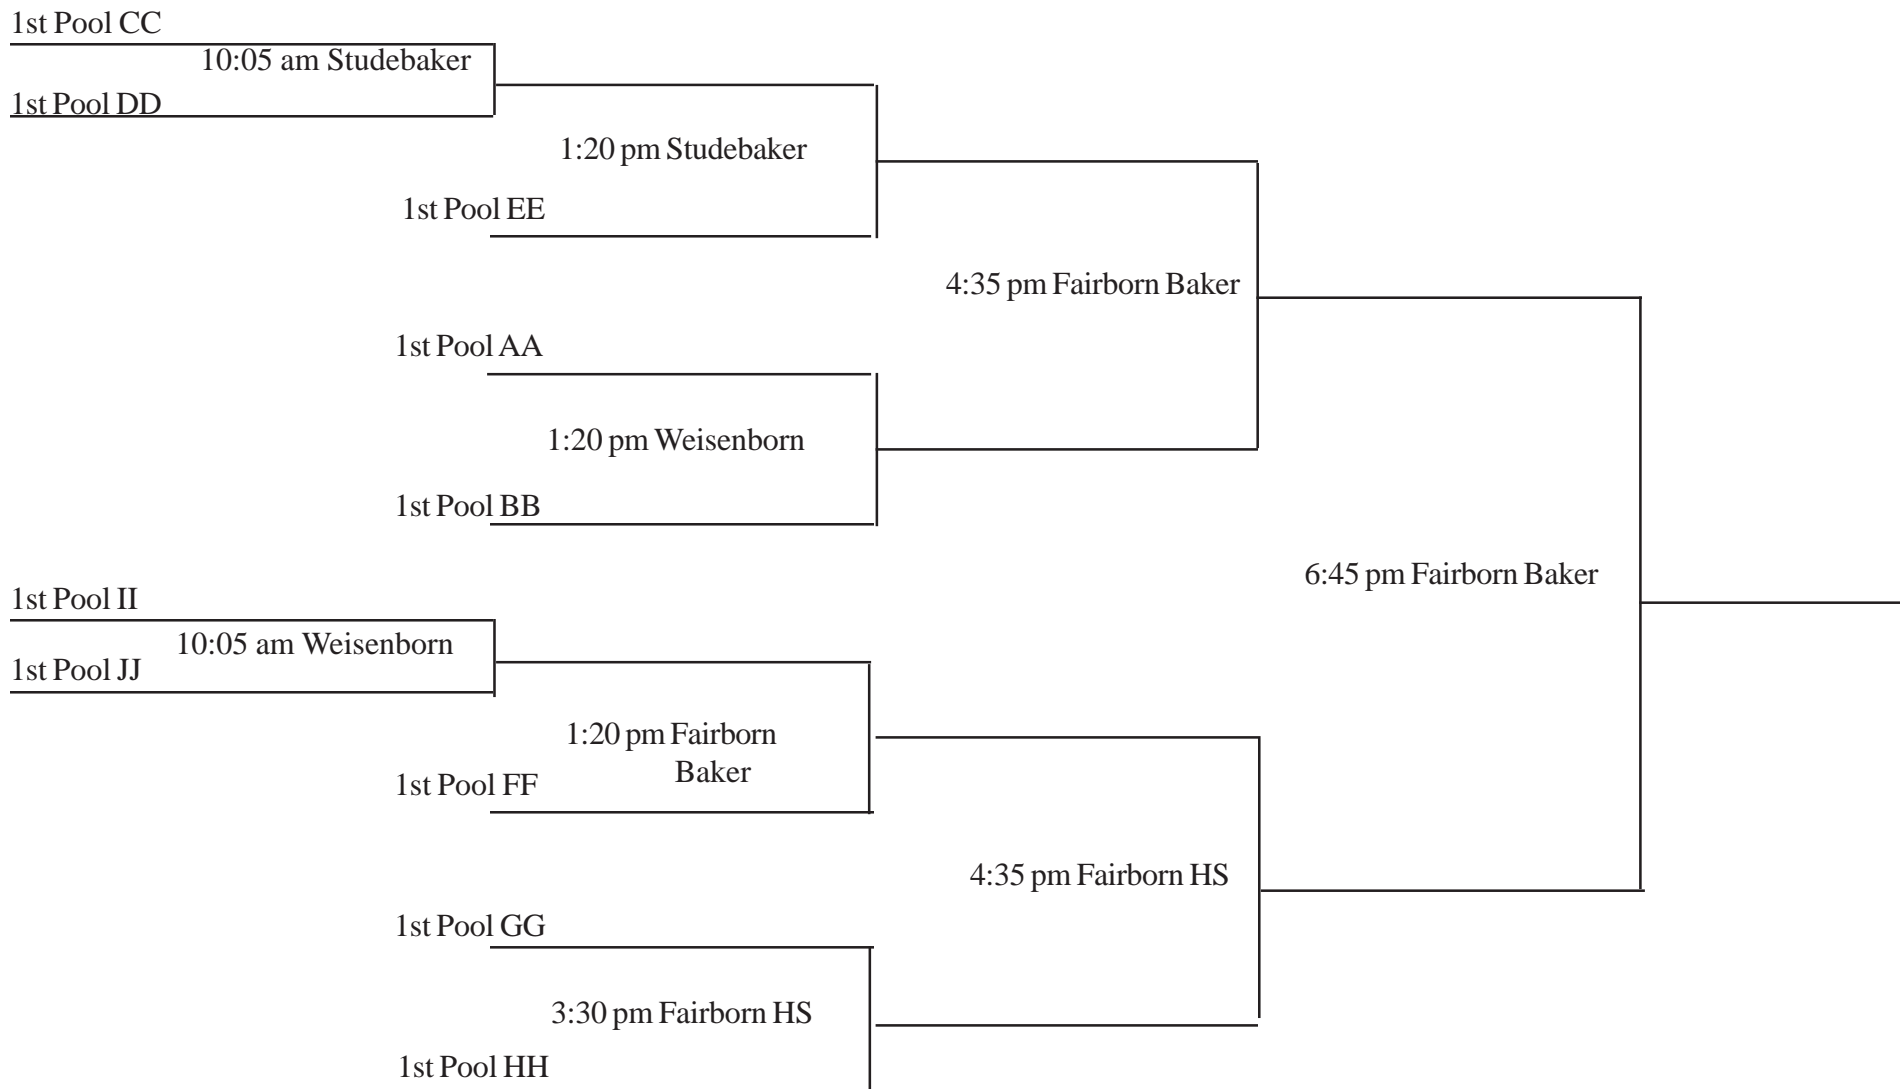 1st Pool CC
10:05 am Studebaker
1st Pool DD
1:20 pm Studebaker
1st Pool EE
4:35 pm Fairborn Baker
1st Pool AA
1:20 pm Weisenborn
1st Pool BB
6:45 pm Fairborn Baker
1st Pool II
10:05 am Weisenborn
1st Pool JJ
1:20 pm Fairborn
Baker
1st Pool FF
4:35 pm Fairborn HS
1st Pool GG
3:30 pm Fairborn HS
1st Pool HH